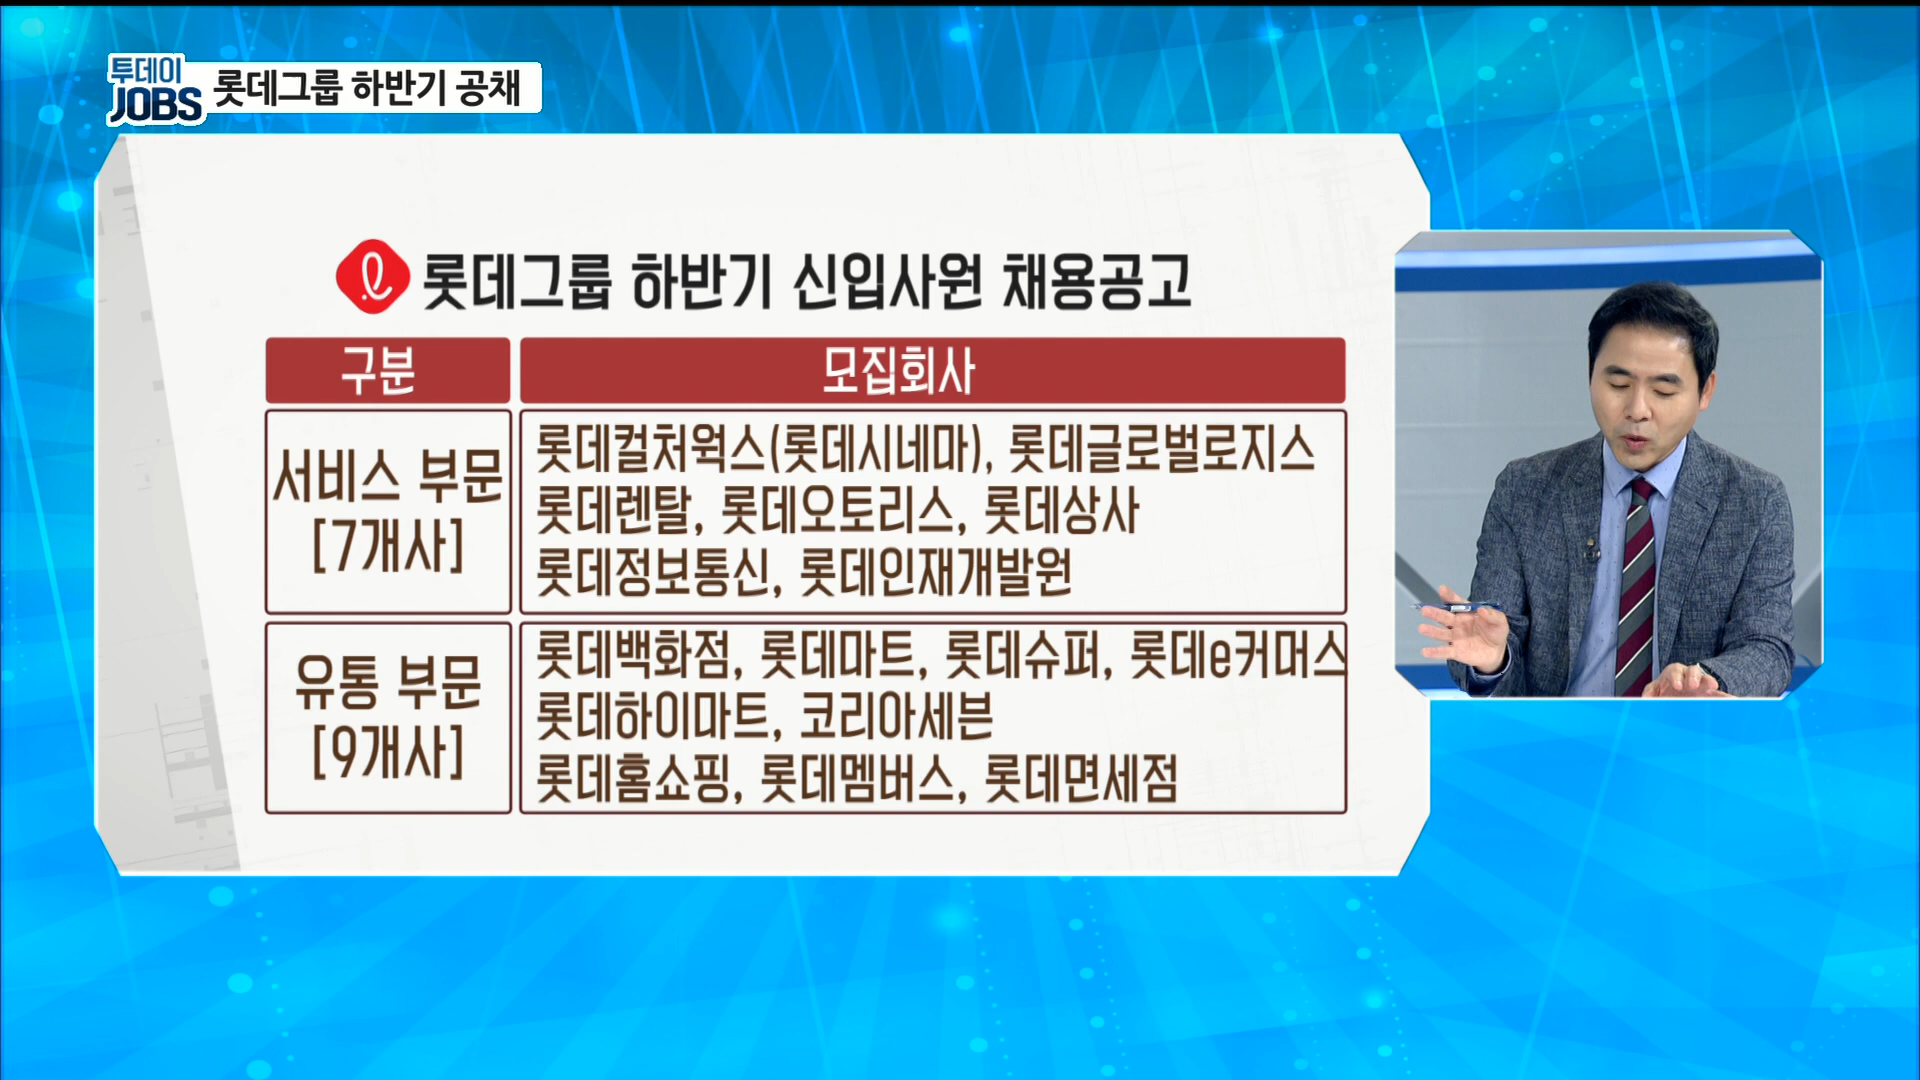 투데이
JOBS
롯데그룹 하반기 공채
롯데그룹 하반기 신입사원 채용공고
구분
모집회사
서비스 부문
[7개사]
롯데컬처웍스(롯데시네마), 롯데글로벌로지스
롯데렌탈, 롯데오토리스, 롯데상사
롯데정보통신, 롯데인재개발원
유통 부문
[9개사]
롯데백화점, 롯데마트, 롯데슈퍼, 롯데e커머스
롯데하이마트, 코리아세븐
롯데홈쇼핑, 롯데멤버스, 롯데면세점